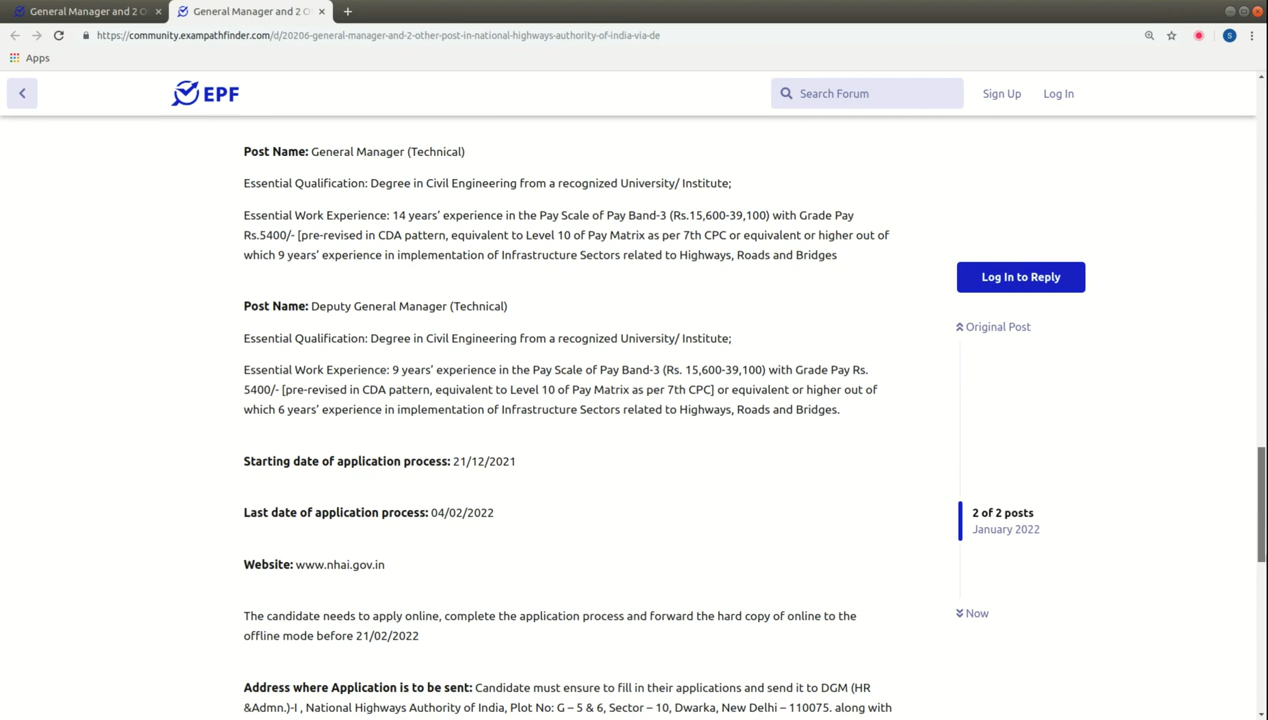 General Manager and 2 O
General Manager and 2 O
https://community.exampathfinder.com/d/20206-general-manager-and-2-other-post-in-national-highways-authority-of-india-via-de
S
Apps
EPF
Search Forum
Sign Up
Log In
Post Name: General Manager (Technical)
Essential Qualification: Degree in Civil Engineering from a recognized University/ Institute;
Essential Work Experience: 14 years’ experience in the Pay Scale of Pay Band-3 (Rs.15,600-39,100) with Grade Pay
Rs.5400/- [pre-revised in CDA pattern, equivalent to Level 10 of Pay Matrix as per 7th CPC or equivalent or higher out of
which 9 years’ experience in implementation of Infrastructure Sectors related to Highways, Roads and Bridges
Post Name: Deputy General Manager (Technical)
Essential Qualification: Degree in Civil Engineering from a recognized University/ Institute;
Essential Work Experience: 9 years’ experience in the Pay Scale of Pay Band-3 (Rs. 15,600-39,100) with Grade Pay Rs.
5400/- [pre-revised in CDA pattern, equivalent to Level 10 of Pay Matrix as per 7th CPC] or equivalent or higher out of
which 6 years’ experience in implementation of Infrastructure Sectors related to Highways, Roads and Bridges.
Starting date of application process: 21/12/2021
Last date of application process: 04/02/2022
Website: www.nhai.gov.in
The candidate needs to apply online, complete the application process and forward the hard copy of online to the
offline mode before 21/02/2022
Address where Application is to be sent: Candidate must ensure to fill in their applications and send it to DGM (HR
&Admn.)-I , National Highways Authority of India, Plot No: G – 5 & 6, Sector – 10, Dwarka, New Delhi – 110075. along with
Log In to Reply
Original Post
2 of 2 posts
January 2022
Now